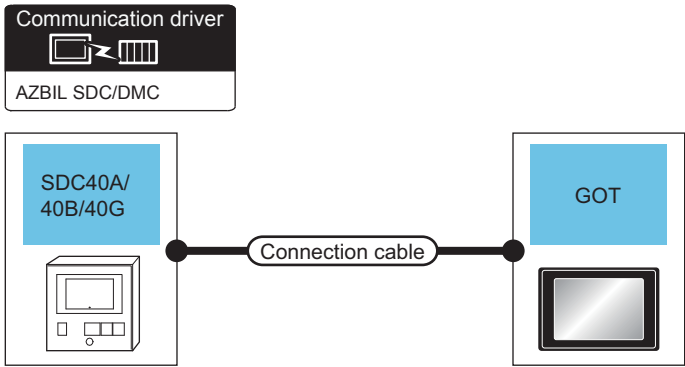 Communication driver
AZBIL SDC/DMC
SDC40A/
40B/40G
Connection cable
GOT